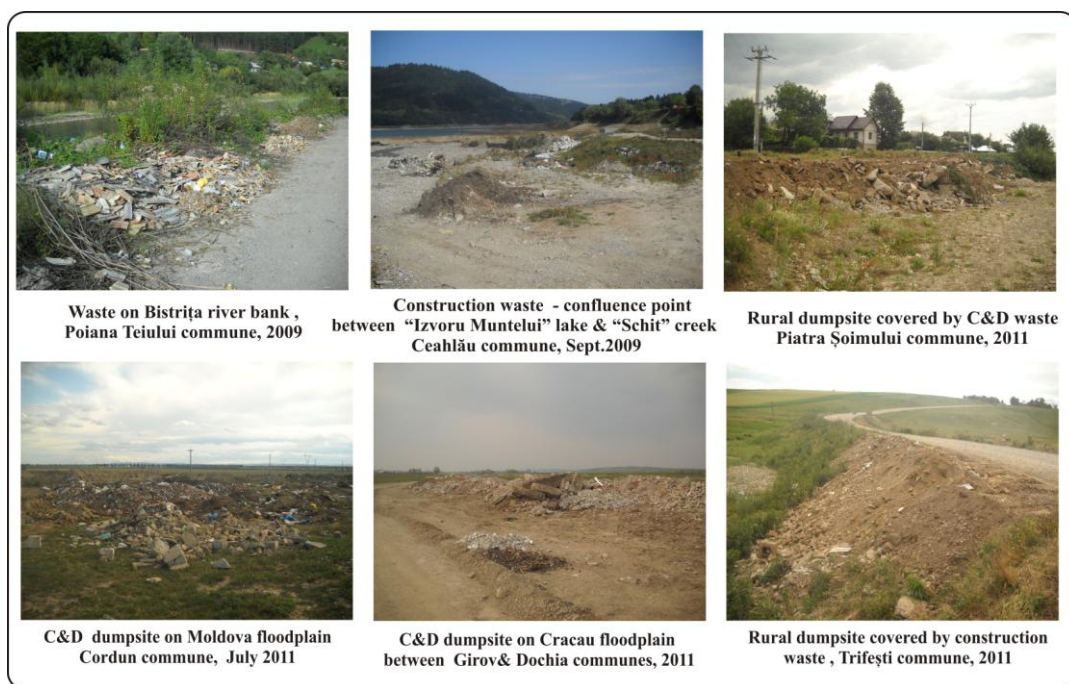 Waste on Bistrița river bank ,
Poiana Teiului commune, 2009
Construction waste - confluence point
between “Izvoru Muntelui” lake & “Schit” creek
Ceahlău commune, Sept.2009
Rural dumpsite covered by C&D waste
Piatra Șoimului commune, 2011
C&D dumpsite on Moldova floodplain
Cordun commune, July 2011
C&D dumpsite on Cracau floodplain
between Girov& Dochia communes, 2011
Rural dumpsite covered by construction
waste , Trifești commune, 2011